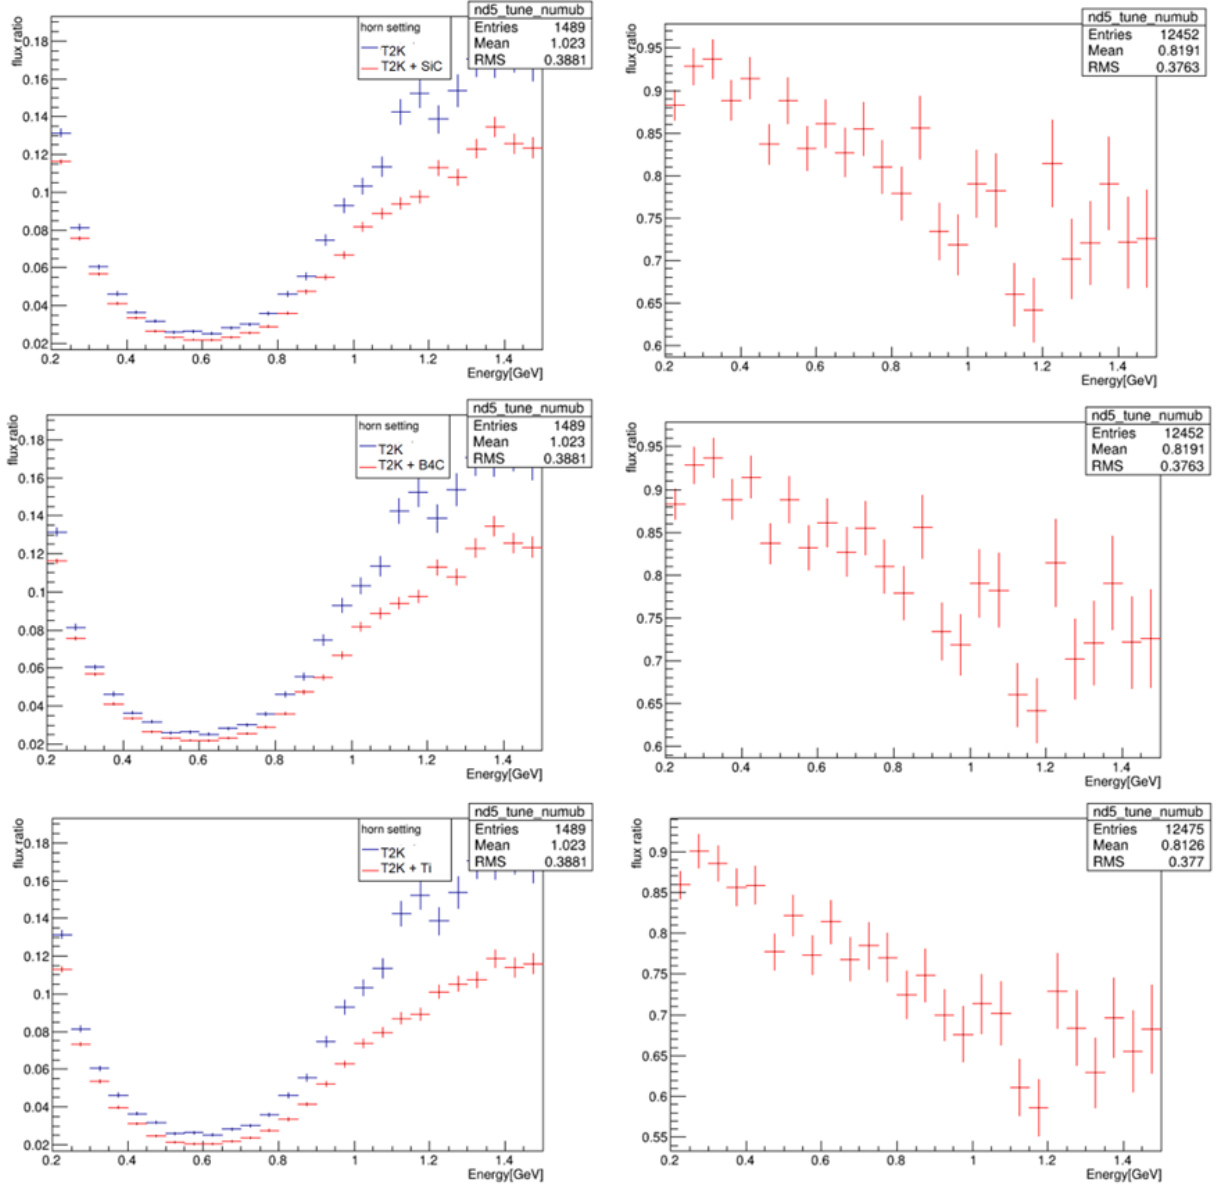 nd5_tune_numub
Entries 1489
Mean 1.023
RMS 0.3881
horn setting
T2K
T2K + SiC
flux ratio
0.18
0.16
0.14
0.12
0.1
0.08
0.06
0.04
0.02
0.2 0.4 0.6 0.8 1 1.2 1.4
Energy[GeV]
nd5_tune_numub
Entries 12452
Mean 0.8191
RMS 0.3763
flux ratio
0.95
0.9
0.85
0.8
0.75
0.7
0.65
0.6
0.2 0.4 0.6 0.8 1 1.2 1.4
Energy[GeV]
nd5_tune_numub
Entries 1489
Mean 1.023
RMS 0.3881
horn setting
T2K
T2K + B4C
flux ratio
0.18
0.16
0.14
0.12
0.1
0.08
0.06
0.04
0.02
0.2 0.4 0.6 0.8 1 1.2 1.4
Energy[GeV]
nd5_tune_numub
Entries 12452
Mean 0.8191
RMS 0.3763
flux ratio
0.95
0.9
0.85
0.8
0.75
0.7
0.65
0.6
0.2 0.4 0.6 0.8 1 1.2 1.4
Energy[GeV]
nd5_tune_numub
Entries 1489
Mean 1.023
RMS 0.3881
horn setting
T2K
T2K + Ti
flux ratio
0.18
0.16
0.14
0.12
0.1
0.08
0.06
0.04
0.02
0.2 0.4 0.6 0.8 1 1.2 1.4
Energy[GeV]
nd5_tune_numub
Entries 12475
Mean 0.8126
RMS 0.377
flux ratio
0.9
0.85
0.8
0.75
0.7
0.65
0.6
0.55
0.2 0.4 0.6 0.8 1 1.2 1.4
Energy[GeV]